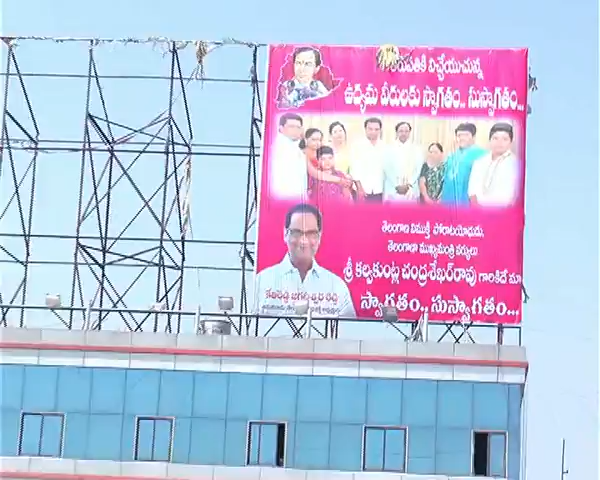 విచ్చేయుచున్న
ఉద్యమ వీరులకు స్వాగతం.. సుస్వాగతం...
తెలంగాణ విముక్తి పోరాటయోధుడు,
తెలంగాణా ముఖ్యమంత్రి వర్యులు
శ్రీ కల్వకుంట్ల చంద్రశేఖర్‌రావు గారికిదే మా
స్వాగతం.. సుస్వాగతం...